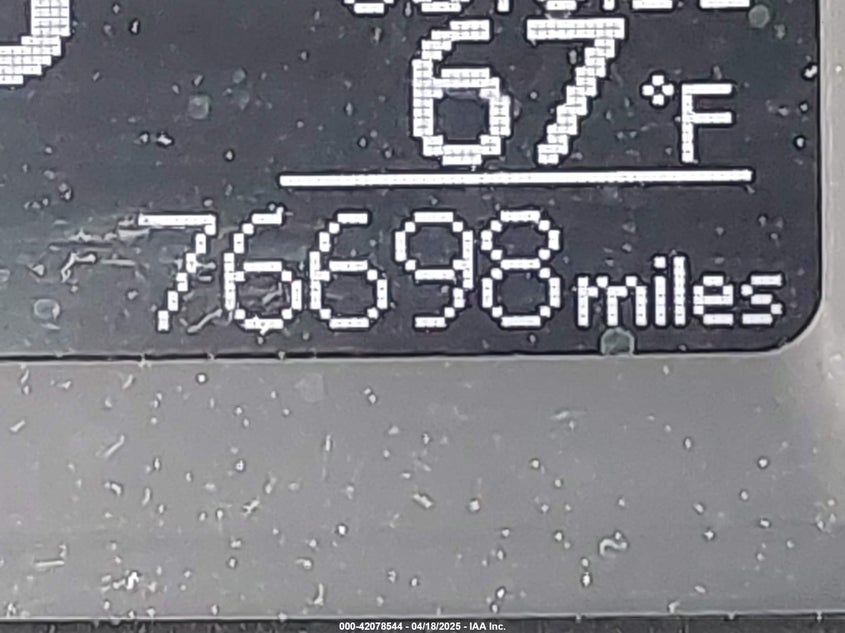 67 °F
76698 miles
000-42078544 - 04/18/2025 - IAA Inc.